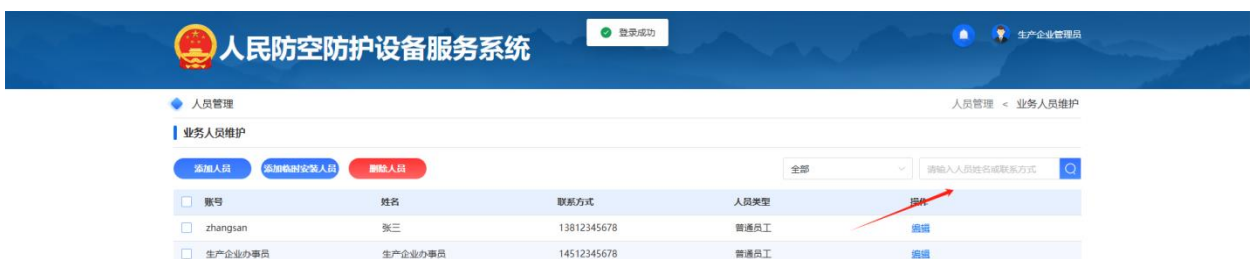 人民防空防护设备服务系统
登录成功
生产企业管理员
人员管理
人员管理 < 业务人员维护
业务人员维护
添加人员 添加临时安装人员 删除人员 全部 请输入人员姓名或联系方式
账号 姓名 联系方式 人员类型 操作
zhangsan 张三 13812345678 普通员工 编辑
生产企业办事员 生产企业办事员 14512345678 普通员工 编辑